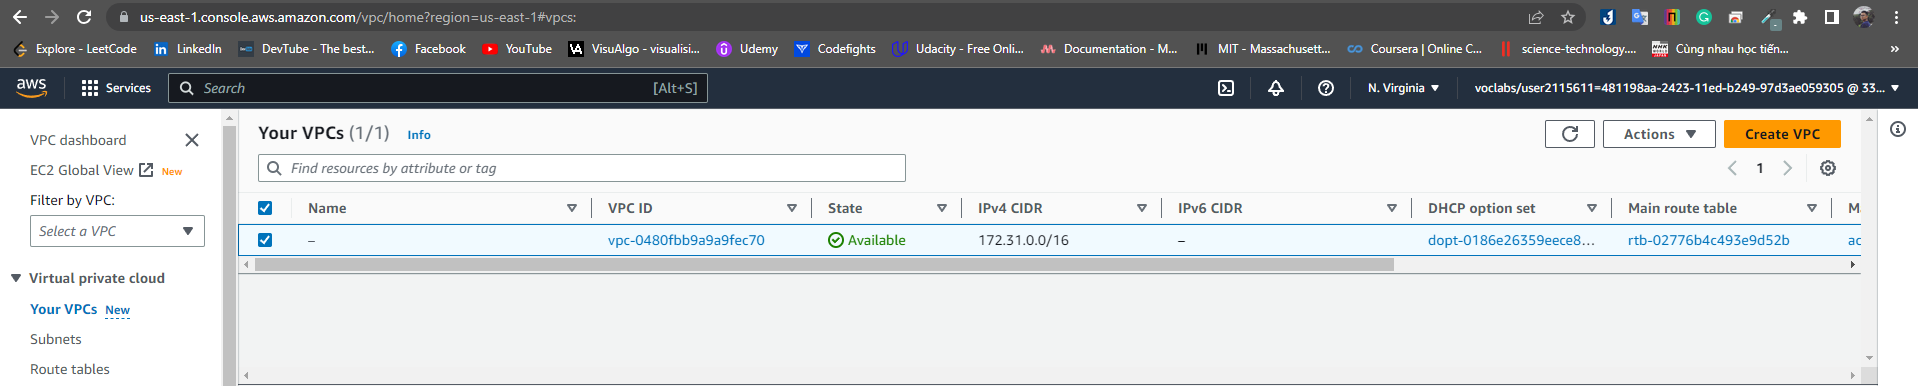 us-east-1.console.aws.amazon.com/vpc/home?region=us-east-1#vpcs:
Explore - LeetCode LinkedIn DevTube - The best... Facebook YouTube VisuAlgo - visualisi... Udemy Codefights Udacity - Free Onli... Documentation - M... MIT - Massachusett... Coursera | Online C... science-technology.... Cùng nhau học tiến... »
aws Services Search [Alt+S] N. Virginia voclabs/user2115611=481198aa-2423-11ed-b249-97d3ae059305 @ 33...
VPC dashboard
EC2 Global View New
Filter by VPC:
Select a VPC
Virtual private cloud
Your VPCs New
Subnets
Route tables
Your VPCs (1/1) Info
Actions Create VPC
Find resources by attribute or tag
1
Name VPC ID State IPv4 CIDR IPv6 CIDR DHCP option set Main route table M
– vpc-0480fbb9a9a9fec70 Available 172.31.0.0/16 – dopt-0186e26359eece8... rtb-02776b4c493e9d52b ac